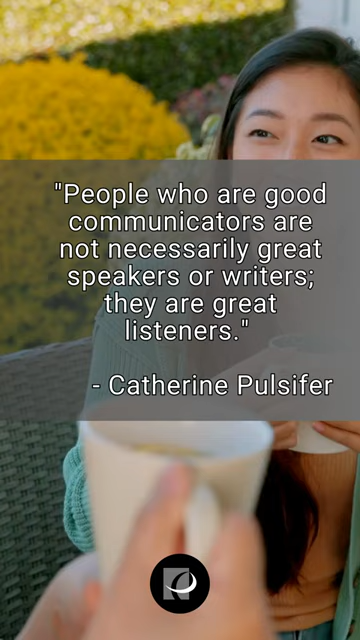 "People who are good
communicators are
not necessarily great
speakers or writers;
they are great
listeners."
- Catherine Pulsifer